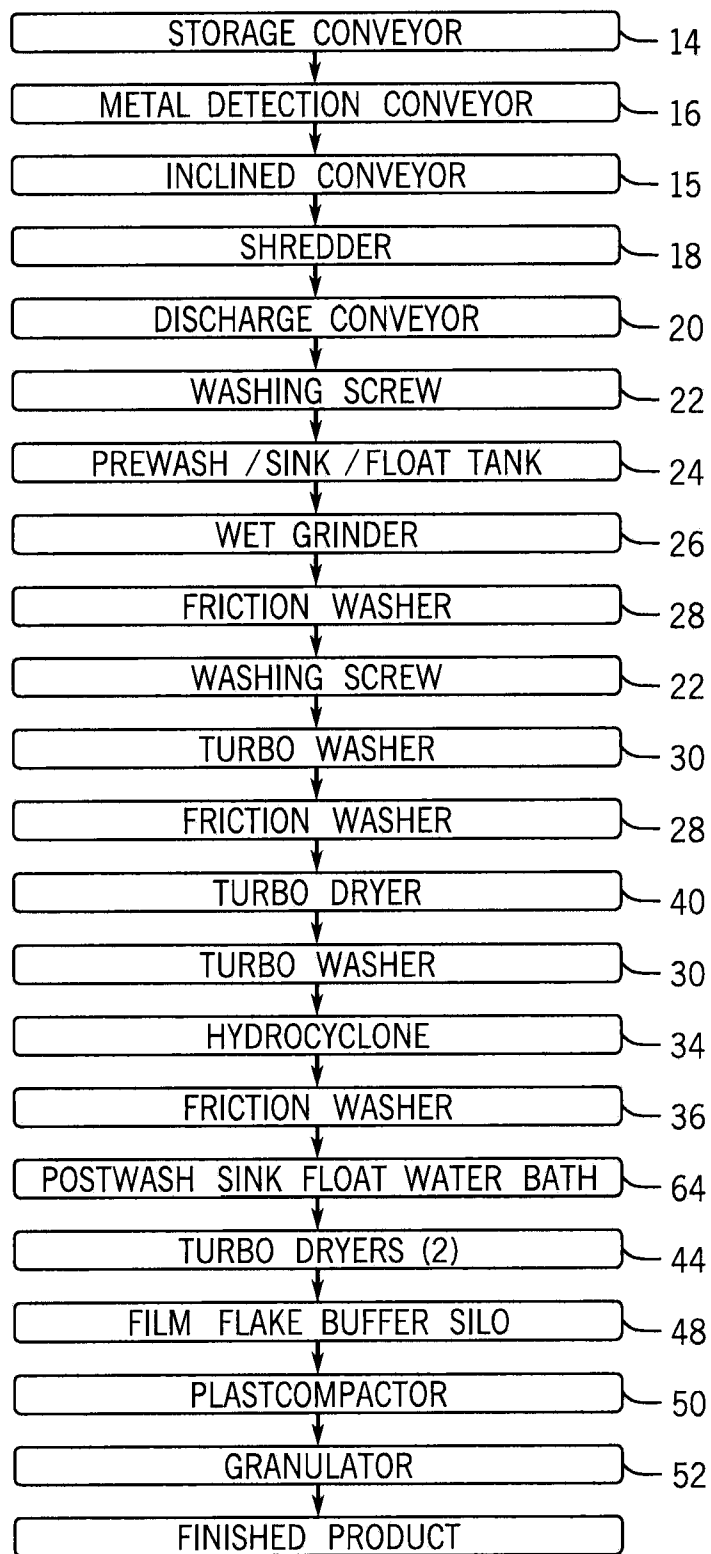 STORAGE CONVEYOR 14
METAL DETECTION CONVEYOR 16
INCLINED CONVEYOR 15
SHREDDER 18
DISCHARGE CONVEYOR 20
WASHING SCREW 22
PREWASH /SINK /FLOAT TANK 24
WET GRINDER 26
FRICTION WASHER 28
WASHING SCREW 22
TURBO WASHER 30
FRICTION WASHER 28
TURBO DRYER 40
TURBO WASHER 30
HYDROCYCLONE 34
FRICTION WASHER 36
POSTWASH SINK FLOAT WATER BATH 64
TURBO DRYERS (2) 44
FILM FLAKE BUFFER SILO 48
PLASTCOMPACTOR 50
GRANULATOR 52
FINISHED PRODUCT